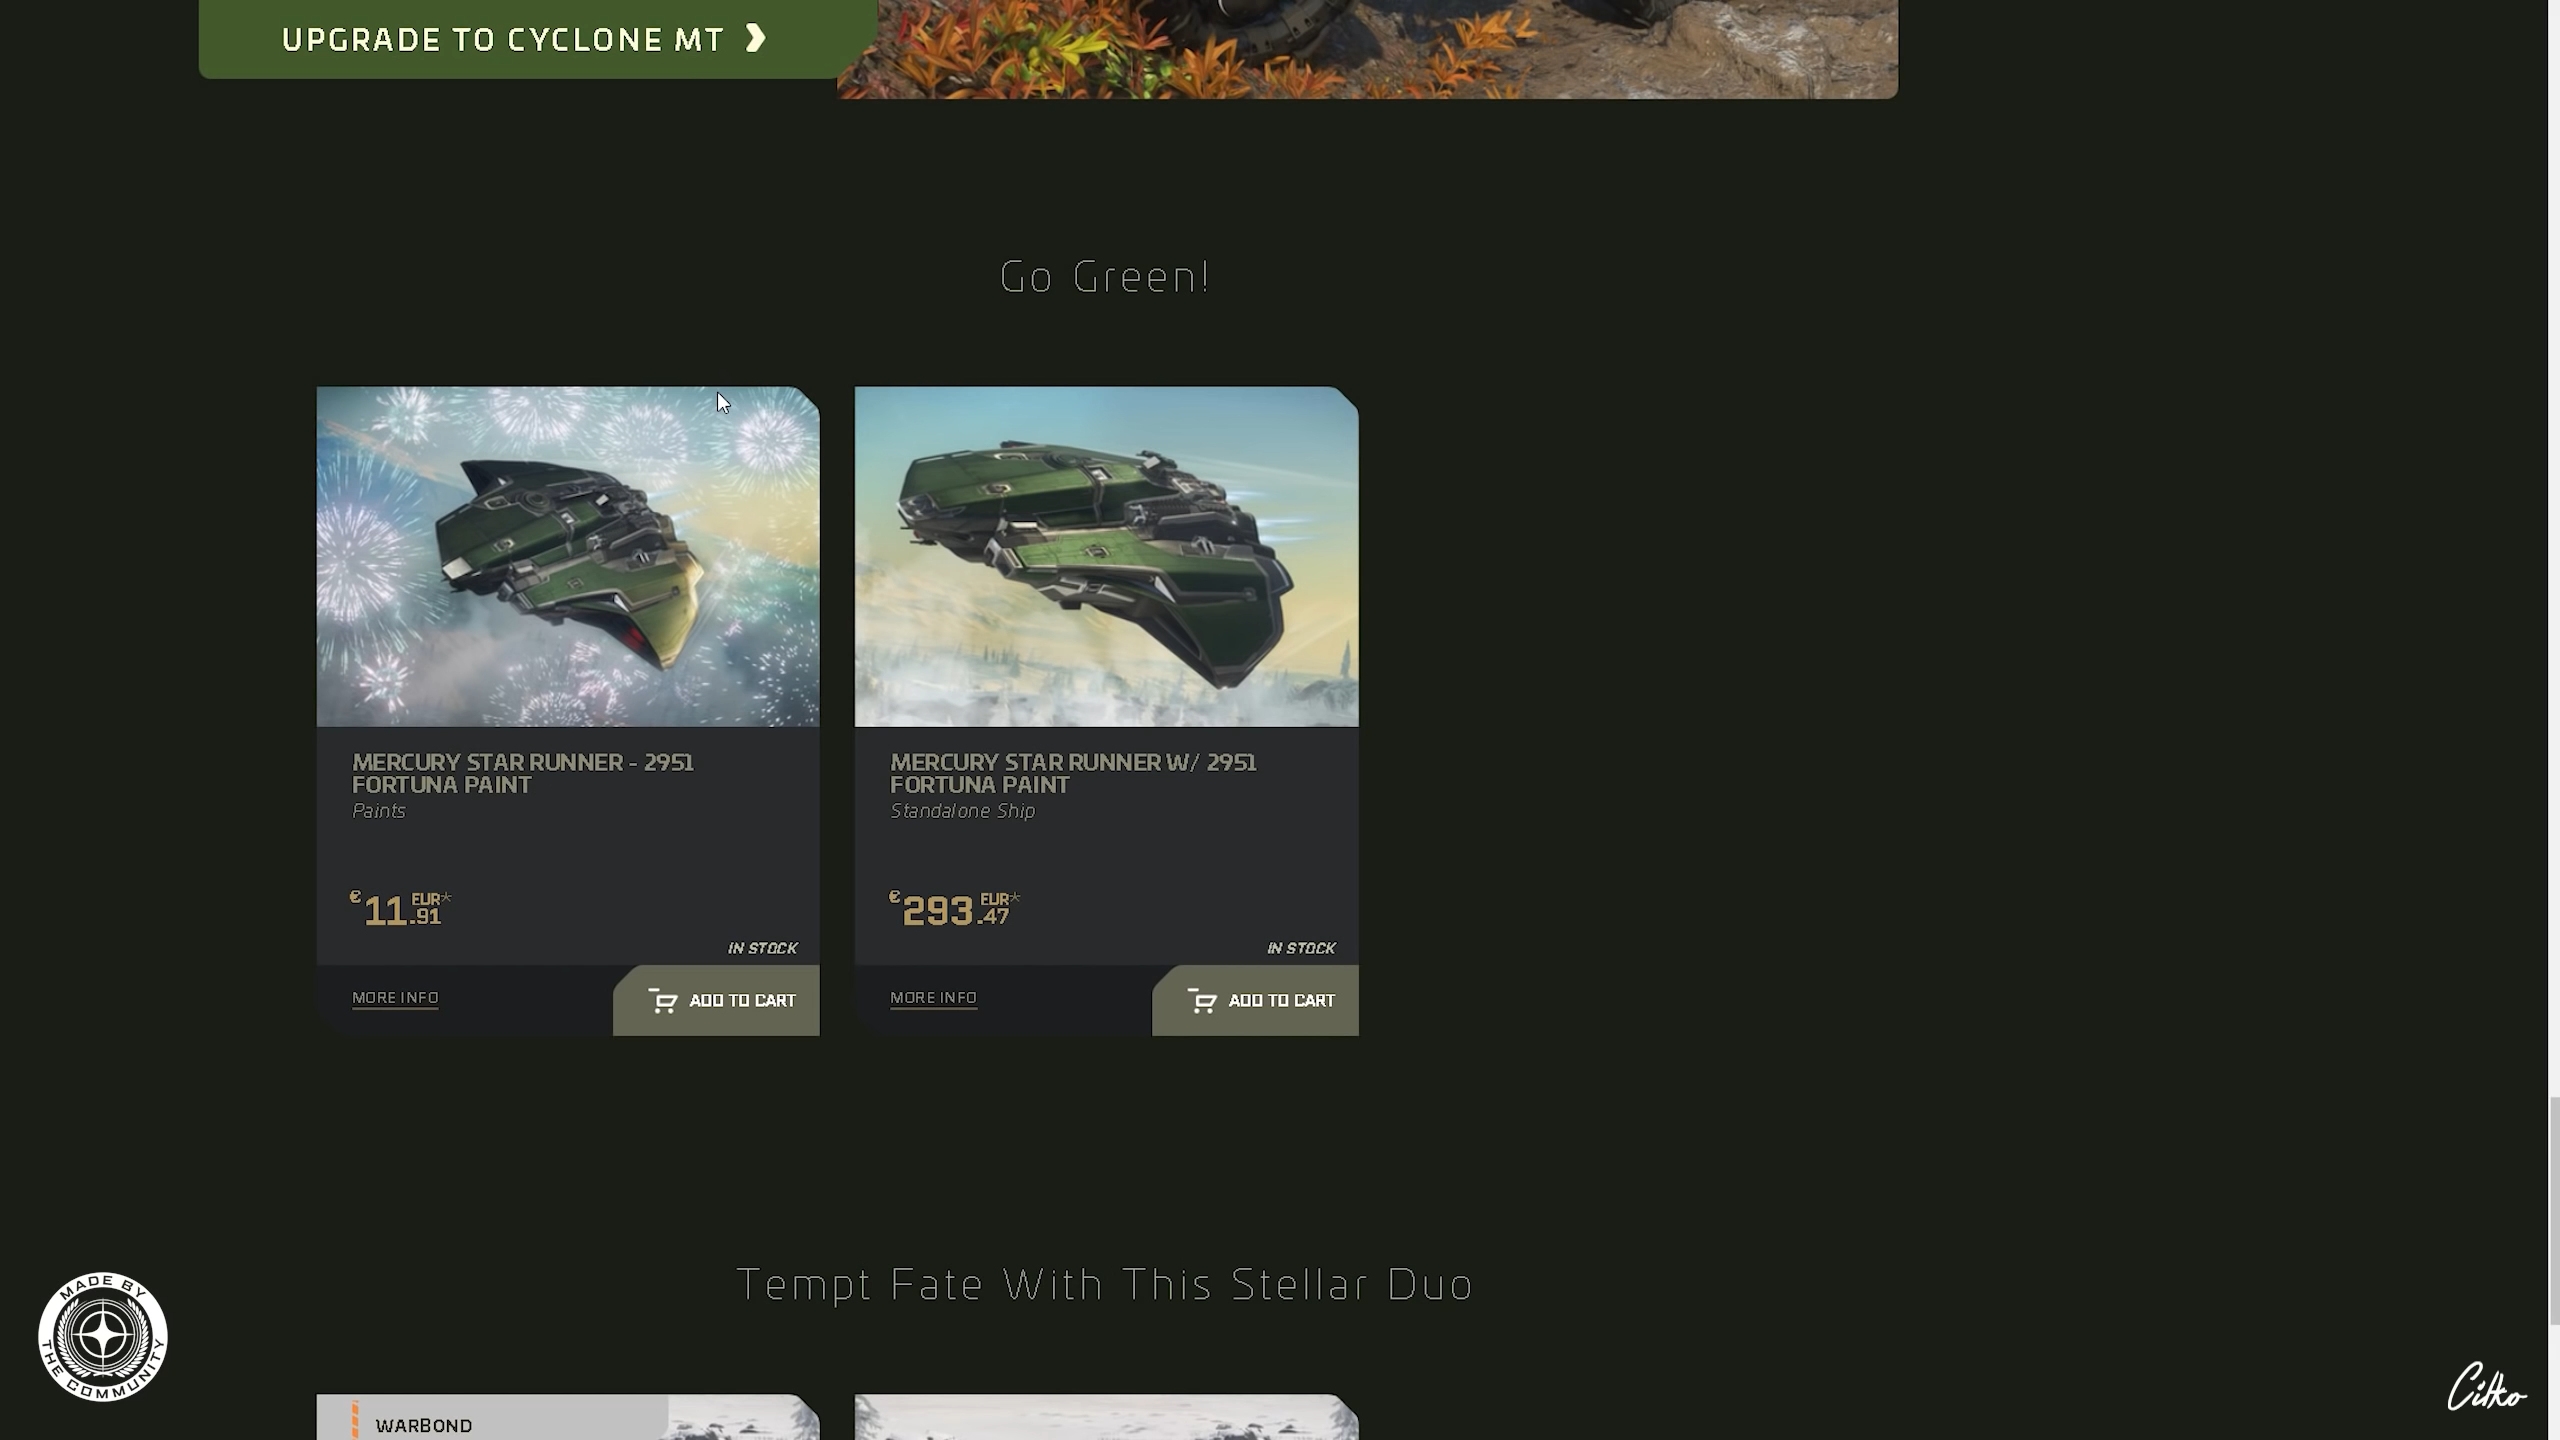 UPGRADE TO CYCLONE MT
Go Green!
MERCURY STAR RUNNER - 2951
FORTUNA PAINT
Paints
€11.91 EUR*
IN STOCK
MORE INFO
ADD TO CART
MERCURY STAR RUNNER W/ 2951
FORTUNA PAINT
Standalone Ship
€293.47 EUR*
IN STOCK
MORE INFO
ADD TO CART
Tempt Fate With This Stellar Duo
WARBOND
MADE BY
THE COMMUNITY